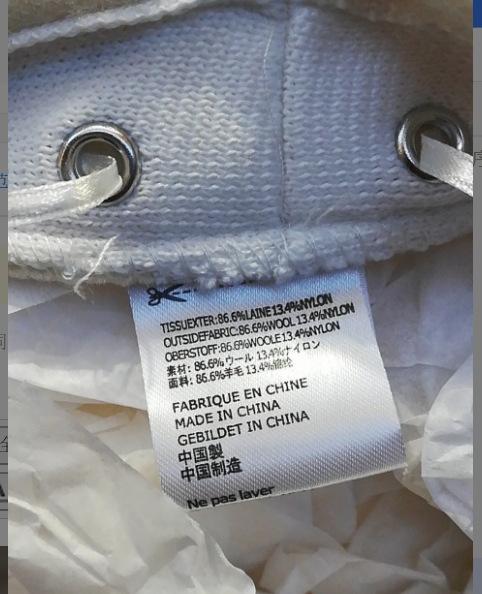 TISSUEXTER:86.6%LAINE13.4%NYLON
OUTSIDEFABRIC:86.6%WOOL 13.4%NYLON
OBERSTOFF:86.6%WOOLE13.4%NYLON
素材: 86.6%ウール 13.4%ナイロン
面料: 86.6%羊毛 13.4%锦纶
FABRIQUE EN CHINE
MADE IN CHINA
GEBILDET IN CHINA
中国製
中国制造
Ne pas laver